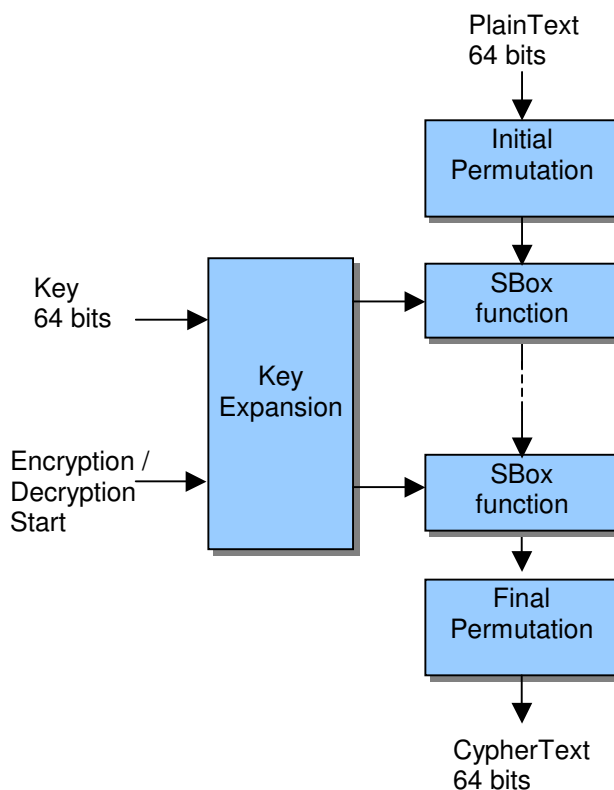 PlainText
64 bits
Initial
Permutation
SBox
function
Key
64 bits
Key
Expansion
Encryption /
Decryption
Start
SBox
function
Final
Permutation
CypherText
64 bits